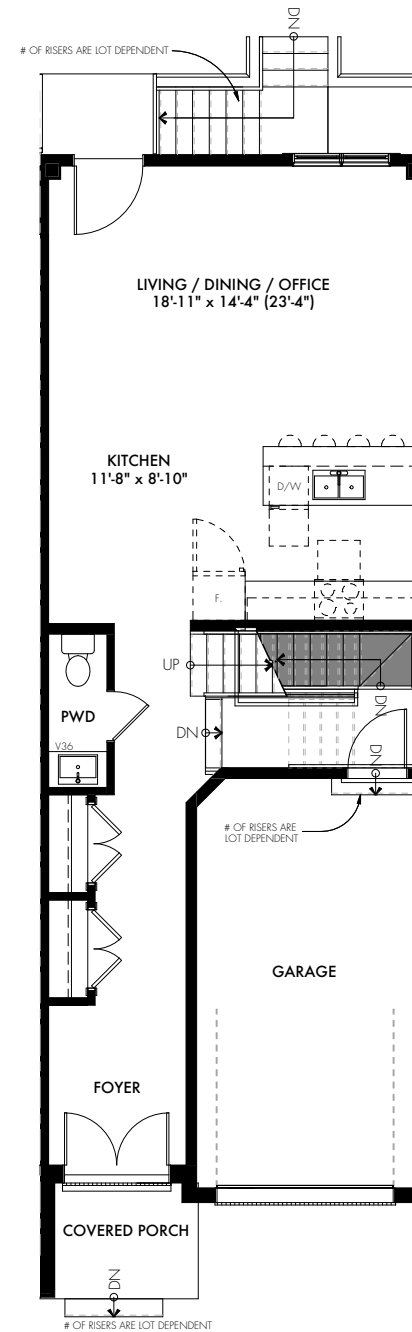 DN
# OF RISERS ARE LOT DEPENDENT
LIVING / DINING / OFFICE
18'-11" x 14'-4" (23'-4")
KITCHEN
11'-8" x 8'-10"
D/W
F.
UP
PWD
DN
V36
DN
DN
# OF RISERS ARE
LOT DEPENDENT
GARAGE
FOYER
COVERED PORCH
DN
# OF RISERS ARE LOT DEPENDENT